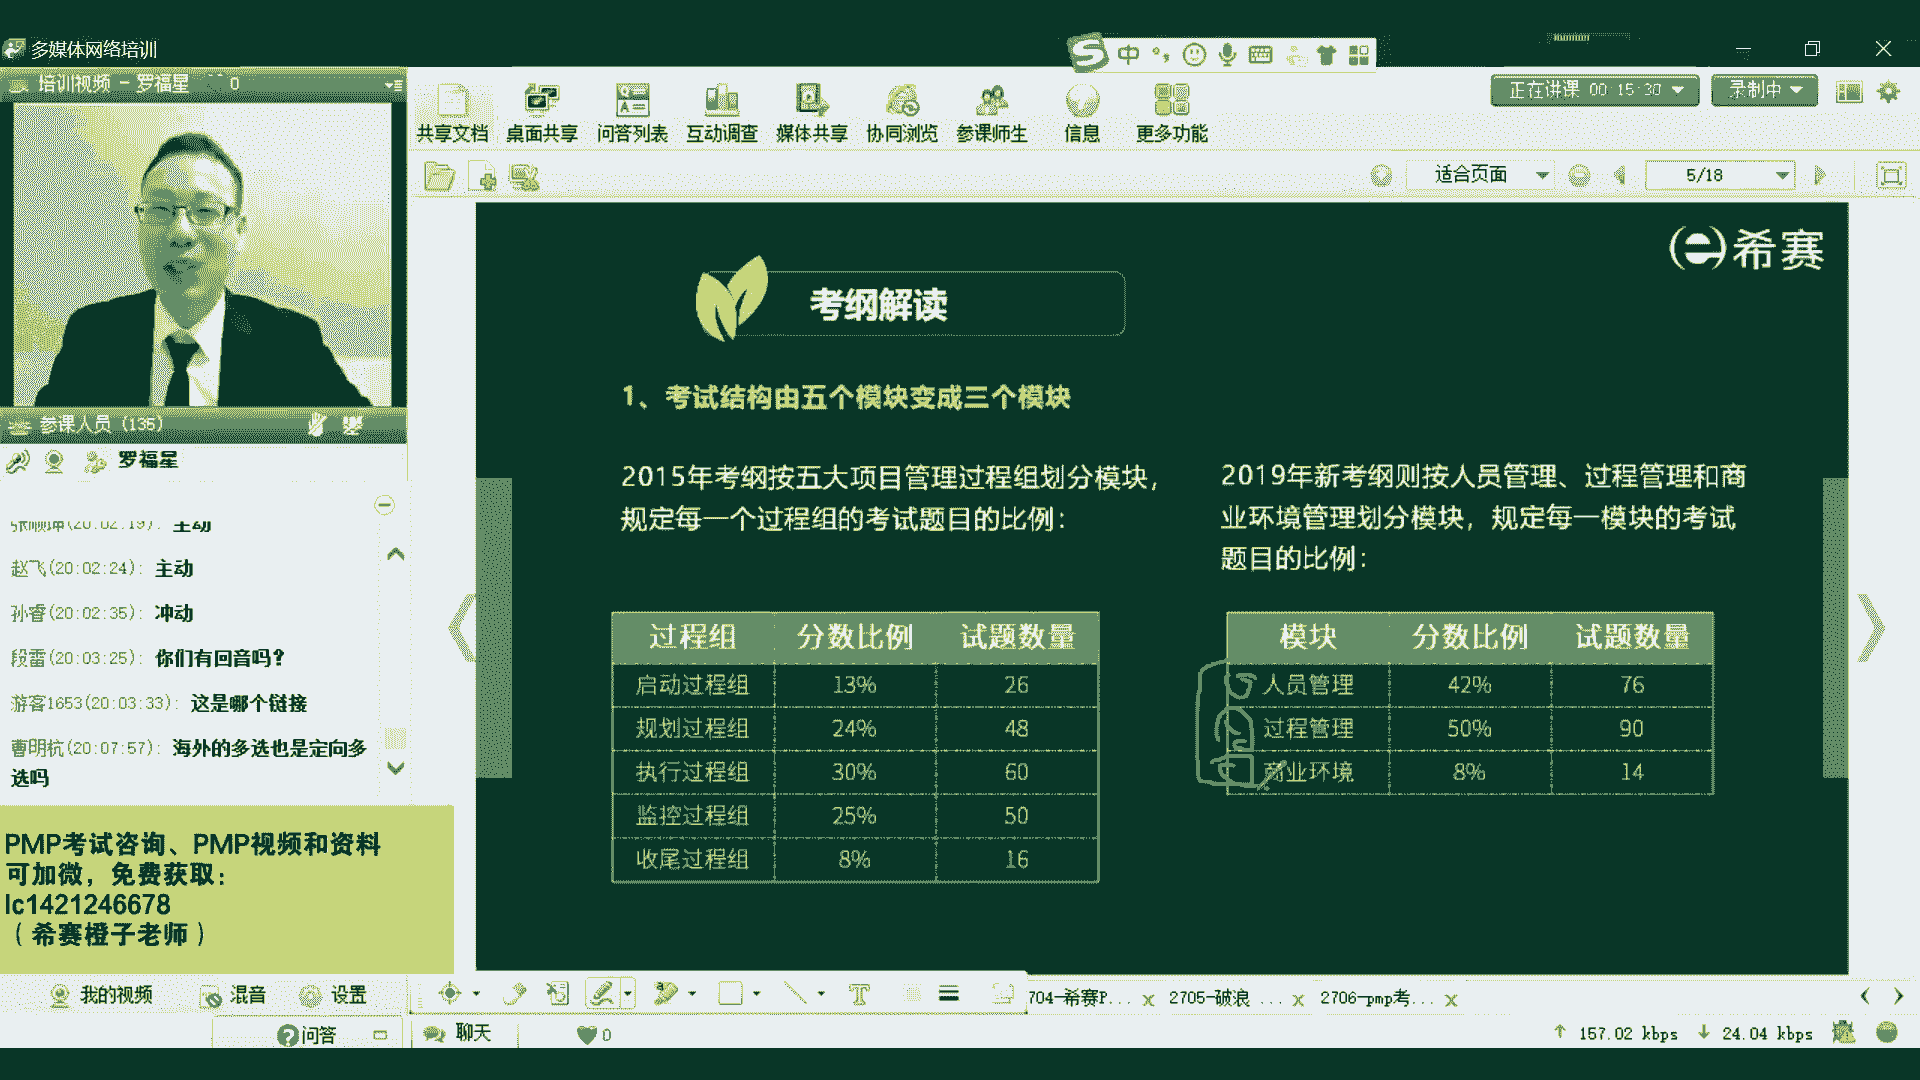 多媒体网络培训
中
培训视频 - 罗福星
0
正在讲课 00:15:30
录制中
共享文档
桌面共享
问答列表
互动调查
媒体共享
协同浏览
参课师生
信息
更多功能
适合页面
5/18
希赛
考纲解读
1、考试结构由五个模块变成三个模块
2015年考纲按五大项目管理过程组划分模块，
规定每一个过程组的考试题目的比例：
过程组 分数比例 试题数量
启动过程组 13% 26
规划过程组 24% 48
执行过程组 30% 60
监控过程组 25% 50
收尾过程组 8% 16
2019年新考纲则按人员管理、过程管理和商
业环境管理划分模块，规定每一模块的考试
题目的比例：
模块 分数比例 试题数量
人员管理 42% 76
过程管理 50% 90
商业环境 8% 14
参课人员 (135)
罗福星
(20:02:19): 主动
赵飞(20:02:24): 主动
孙睿(20:02:35): 冲动
段雷(20:03:25): 你们有回音吗?
游客1653(20:03:33): 这是哪个链接
曹明杭(20:07:57): 海外的多选也是定向多
选吗
PMP考试咨询、PMP视频和资料
可加微，免费获取：
lc1421246678
（希赛橙子老师）
我的视频
混音
设置
问答
聊天
0
704-希赛P...
2705-破浪 ...
2706-pmp考...
157.02 kbps
24.04 kbps